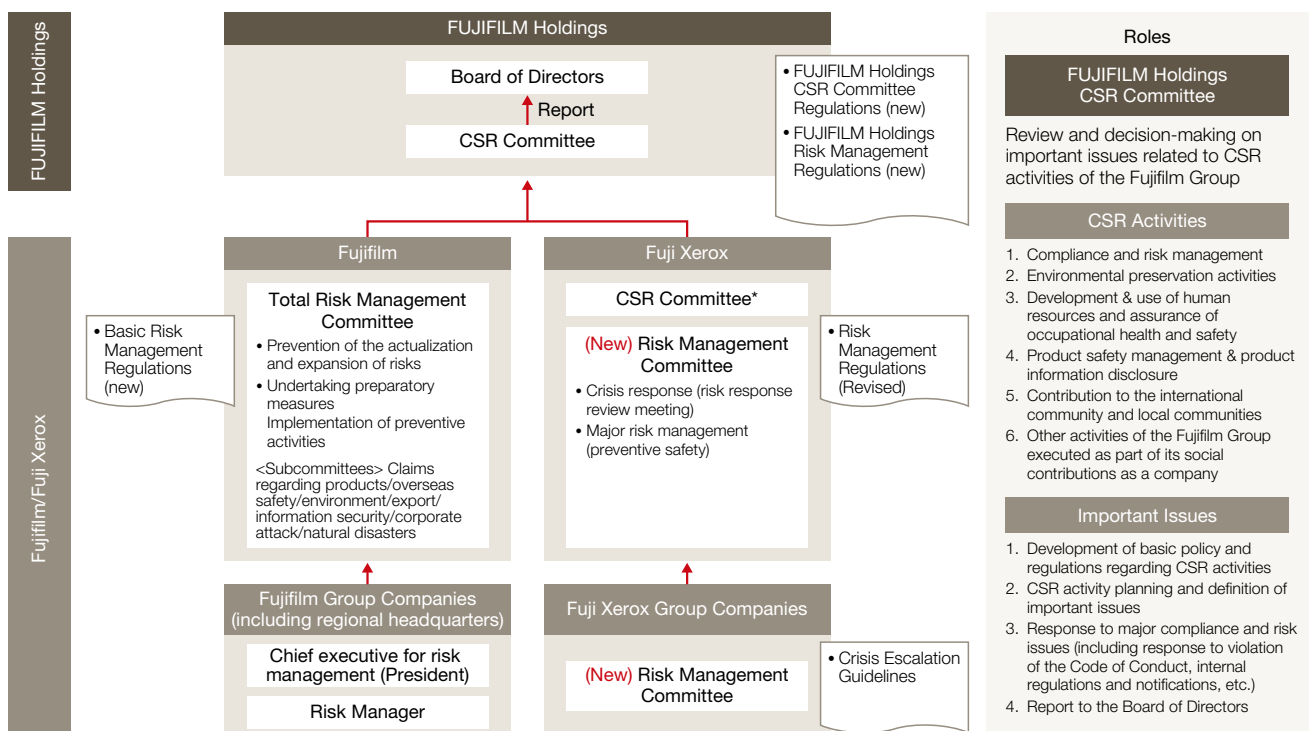 FUJIFILM Holdings
FUJIFILM Holdings
Board of Directors
Report
CSR Committee
• FUJIFILM Holdings
CSR Committee
Regulations (new)
• FUJIFILM Holdings
Risk Management
Regulations (new)
Fujifilm/Fuji Xerox
Fujifilm
Total Risk Management
Committee
• Prevention of the actualization
and expansion of risks
• Undertaking preparatory
measures
Implementation of preventive
activities
<Subcommittees> Claims
regarding products/overseas
safety/environment/export/
information security/corporate
attack/natural disasters
• Basic Risk
Management
Regulations
(new)
Fuji Xerox
CSR Committee*
(New) Risk Management
Committee
• Crisis response (risk response
review meeting)
• Major risk management
(preventive safety)
• Risk
Management
Regulations
(Revised)
Fujifilm Group Companies
(including regional headquarters)
Chief executive for risk
management (President)
Risk Manager
Fuji Xerox Group Companies
(New) Risk Management
Committee
• Crisis Escalation
Guidelines
Roles
FUJIFILM Holdings
CSR Committee
Review and decision-making on
important issues related to CSR
activities of the Fujifilm Group
CSR Activities
1. Compliance and risk management
2. Environmental preservation activities
3. Development & use of human
resources and assurance of
occupational health and safety
4. Product safety management & product
information disclosure
5. Contribution to the international
community and local communities
6. Other activities of the Fujifilm Group
executed as part of its social
contributions as a company
Important Issues
1. Development of basic policy and
regulations regarding CSR activities
2. CSR activity planning and definition of
important issues
3. Response to major compliance and risk
issues (including response to violation
of the Code of Conduct, internal
regulations and notifications, etc.)
4. Report to the Board of Directors